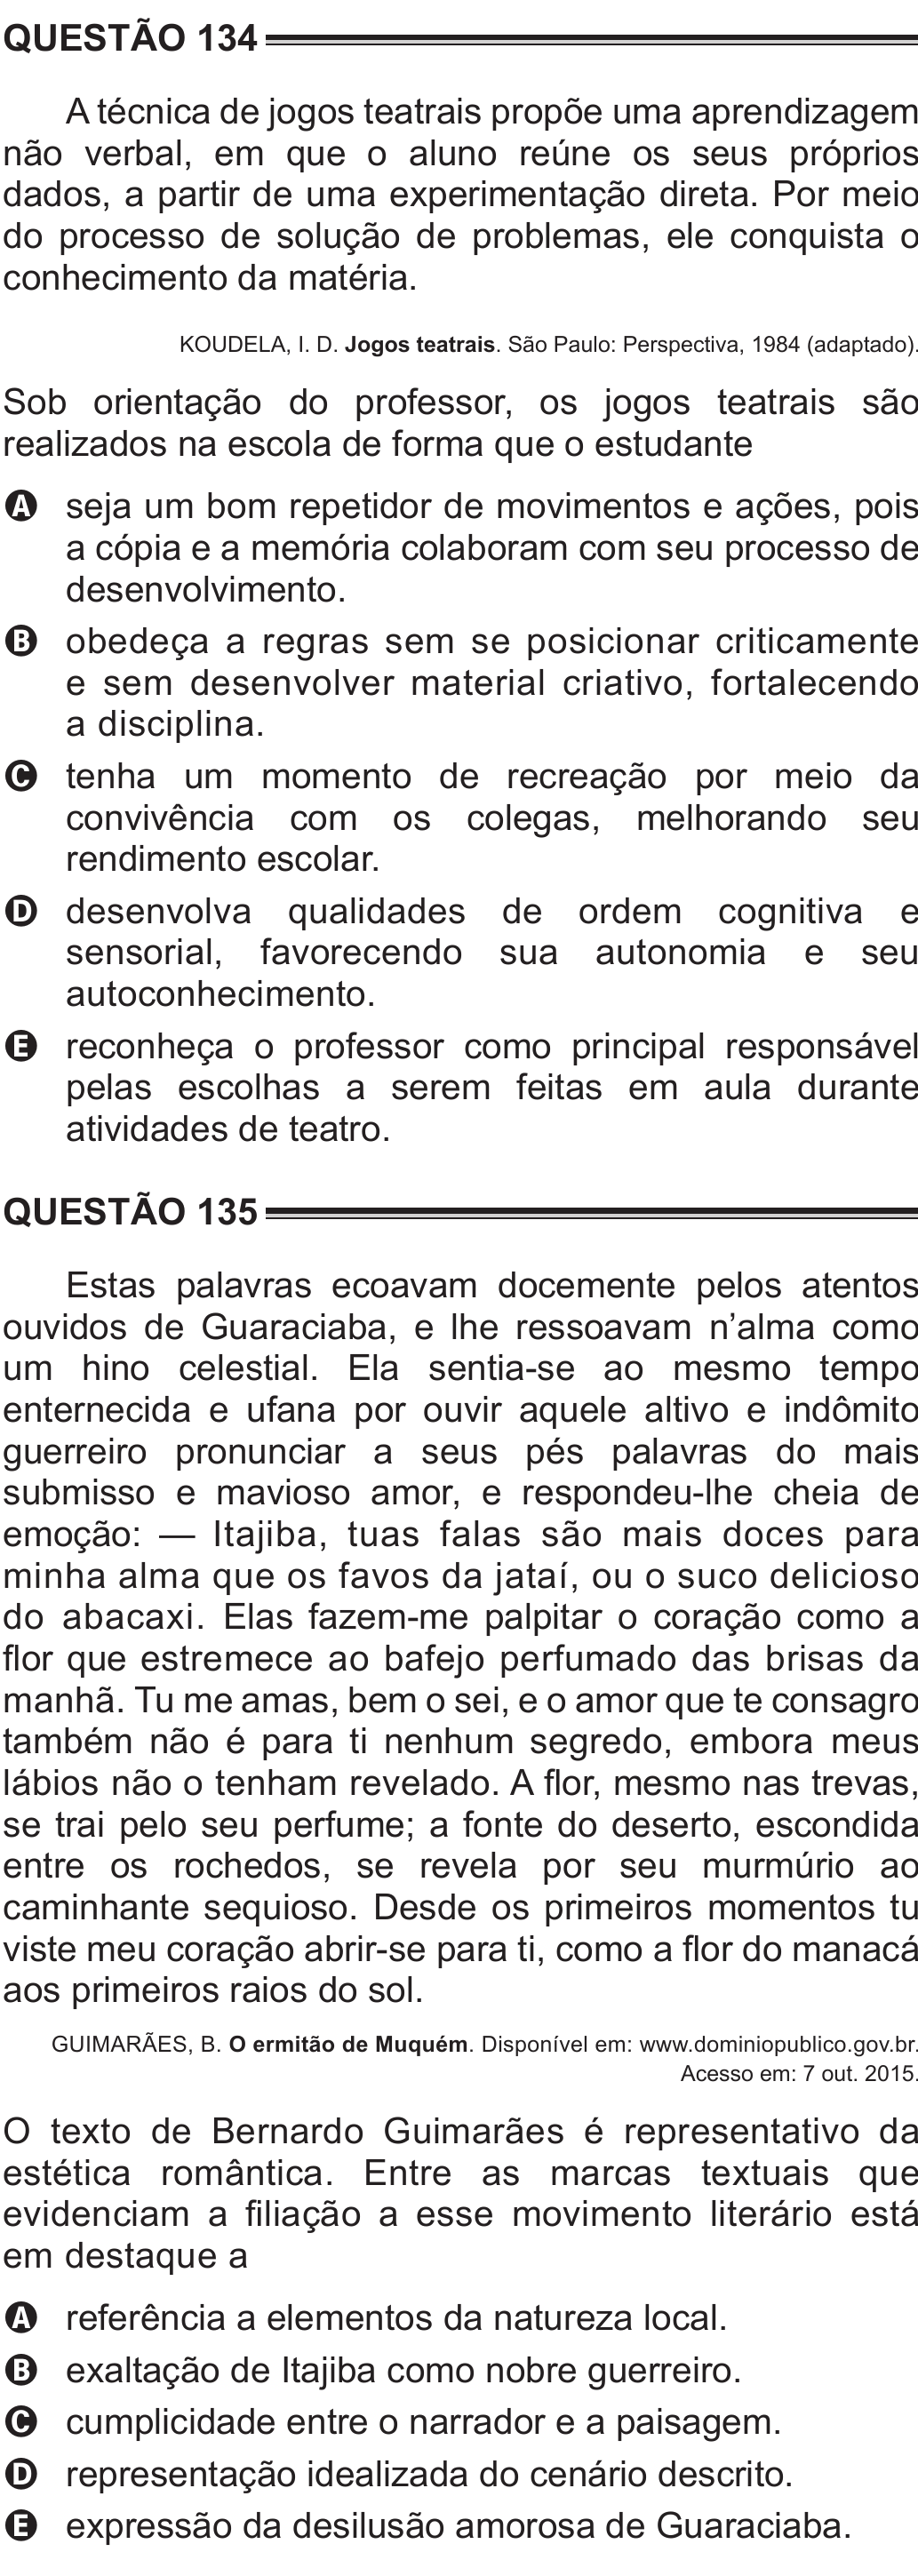 QUESTÃO 134
A técnica de jogos teatrais propõe uma aprendizagem
não verbal, em que o aluno reúne os seus próprios
dados, a partir de uma experimentação direta. Por meio
do processo de solução de problemas, ele conquista o
conhecimento da matéria.
KOUDELA, I. D. Jogos teatrais. São Paulo: Perspectiva, 1984 (adaptado).
Sob orientação do professor, os jogos teatrais são
realizados na escola de forma que o estudante
A seja um bom repetidor de movimentos e ações, pois
a cópia e a memória colaboram com seu processo de
desenvolvimento.
B obedeça a regras sem se posicionar criticamente
e sem desenvolver material criativo, fortalecendo
a disciplina.
C tenha um momento de recreação por meio da
convivência com os colegas, melhorando seu
rendimento escolar.
D desenvolva qualidades de ordem cognitiva e
sensorial, favorecendo sua autonomia e seu
autoconhecimento.
E reconheça o professor como principal responsável
pelas escolhas a serem feitas em aula durante
atividades de teatro.
QUESTÃO 135
Estas palavras ecoavam docemente pelos atentos
ouvidos de Guaraciaba, e lhe ressoavam n’alma como
um hino celestial. Ela sentia-se ao mesmo tempo
enternecida e ufana por ouvir aquele altivo e indômito
guerreiro pronunciar a seus pés palavras do mais
submisso e mavioso amor, e respondeu-lhe cheia de
emoção: — Itajiba, tuas falas são mais doces para
minha alma que os favos da jataí, ou o suco delicioso
do abacaxi. Elas fazem-me palpitar o coração como a
flor que estremece ao bafejo perfumado das brisas da
manhã. Tu me amas, bem o sei, e o amor que te consagro
também não é para ti nenhum segredo, embora meus
lábios não o tenham revelado. A flor, mesmo nas trevas,
se trai pelo seu perfume; a fonte do deserto, escondida
entre os rochedos, se revela por seu murmúrio ao
caminhante sequioso. Desde os primeiros momentos tu
viste meu coração abrir-se para ti, como a flor do manacá
aos primeiros raios do sol.
GUIMARÃES, B. O ermitão de Muquém. Disponível em: www.dominiopublico.gov.br.
Acesso em: 7 out. 2015.
O texto de Bernardo Guimarães é representativo da
estética romântica. Entre as marcas textuais que
evidenciam a filiação a esse movimento literário está
em destaque a
A referência a elementos da natureza local.
B exaltação de Itajiba como nobre guerreiro.
C cumplicidade entre o narrador e a paisagem.
D representação idealizada do cenário descrito.
E expressão da desilusão amorosa de Guaraciaba.